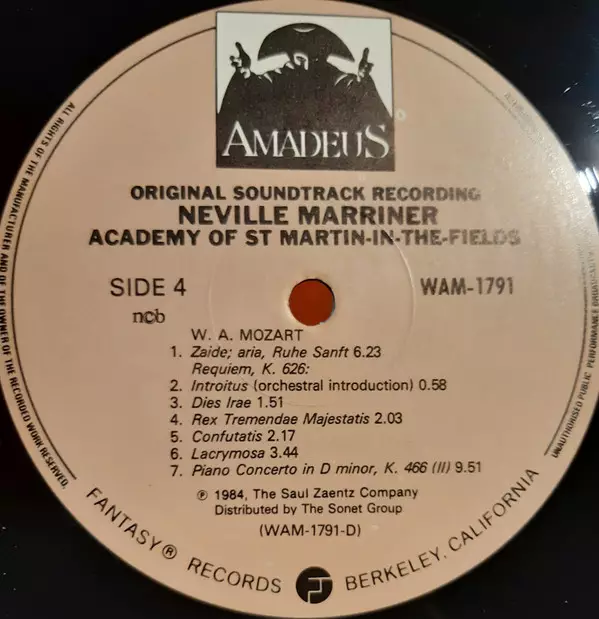 AMADEUS
ORIGINAL SOUNDTRACK RECORDING
NEVILLE MARRINER
ACADEMY OF ST MARTIN-IN-THE-FIELDS
SIDE 4
WAM-1791
ncb
W. A. MOZART
1. Zaide; aria, Ruhe Sanft 6.23
Requiem, K. 626:
2. Introitus (orchestral introduction) 0.58
3. Dies Irae 1.51
4. Rex Tremendae Majestatis 2.03
5. Confutatis 2.17
6. Lacrymosa 3.44
7. Piano Concerto in D minor, K. 466 (II) 9.51
℗ 1984, The Saul Zaentz Company
Distributed by The Sonet Group
(WAM-1791-D)
FANTASY® RECORDS BERKELEY, CALIFORNIA
ALL RIGHTS OF THE MANUFACTURER AND OF THE OWNER OF THE RECORDED WORK RESERVED.
UNAUTHORISED PUBLIC PERFORMANCE BROADCASTING